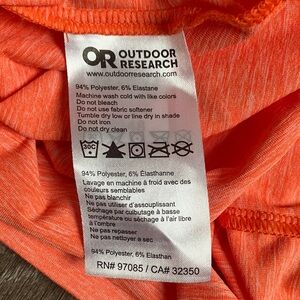 OR OUTDOOR
RESEARCH
www.outdoorresearch.com
94% Polyester, 6% Elastane
Machine wash cold with like colors
Do not bleach
Do not use fabric softener
Tumble dry low or line dry in shade
Do not iron
Do not dry clean
30C
94% Polyester, 6% Élasthanne
Lavage en machine à froid avec des
couleurs semblables
Ne pas blanchir
Ne pas utiliser d'assouplissant
Séchage par culbutage à basse
température ou séchage à l'air libre
à l'ombre
Ne pas repasser
Ne pas nettoyer a sec
94% Polyester, 6% Elasthan
RN# 97085 / CA# 32350